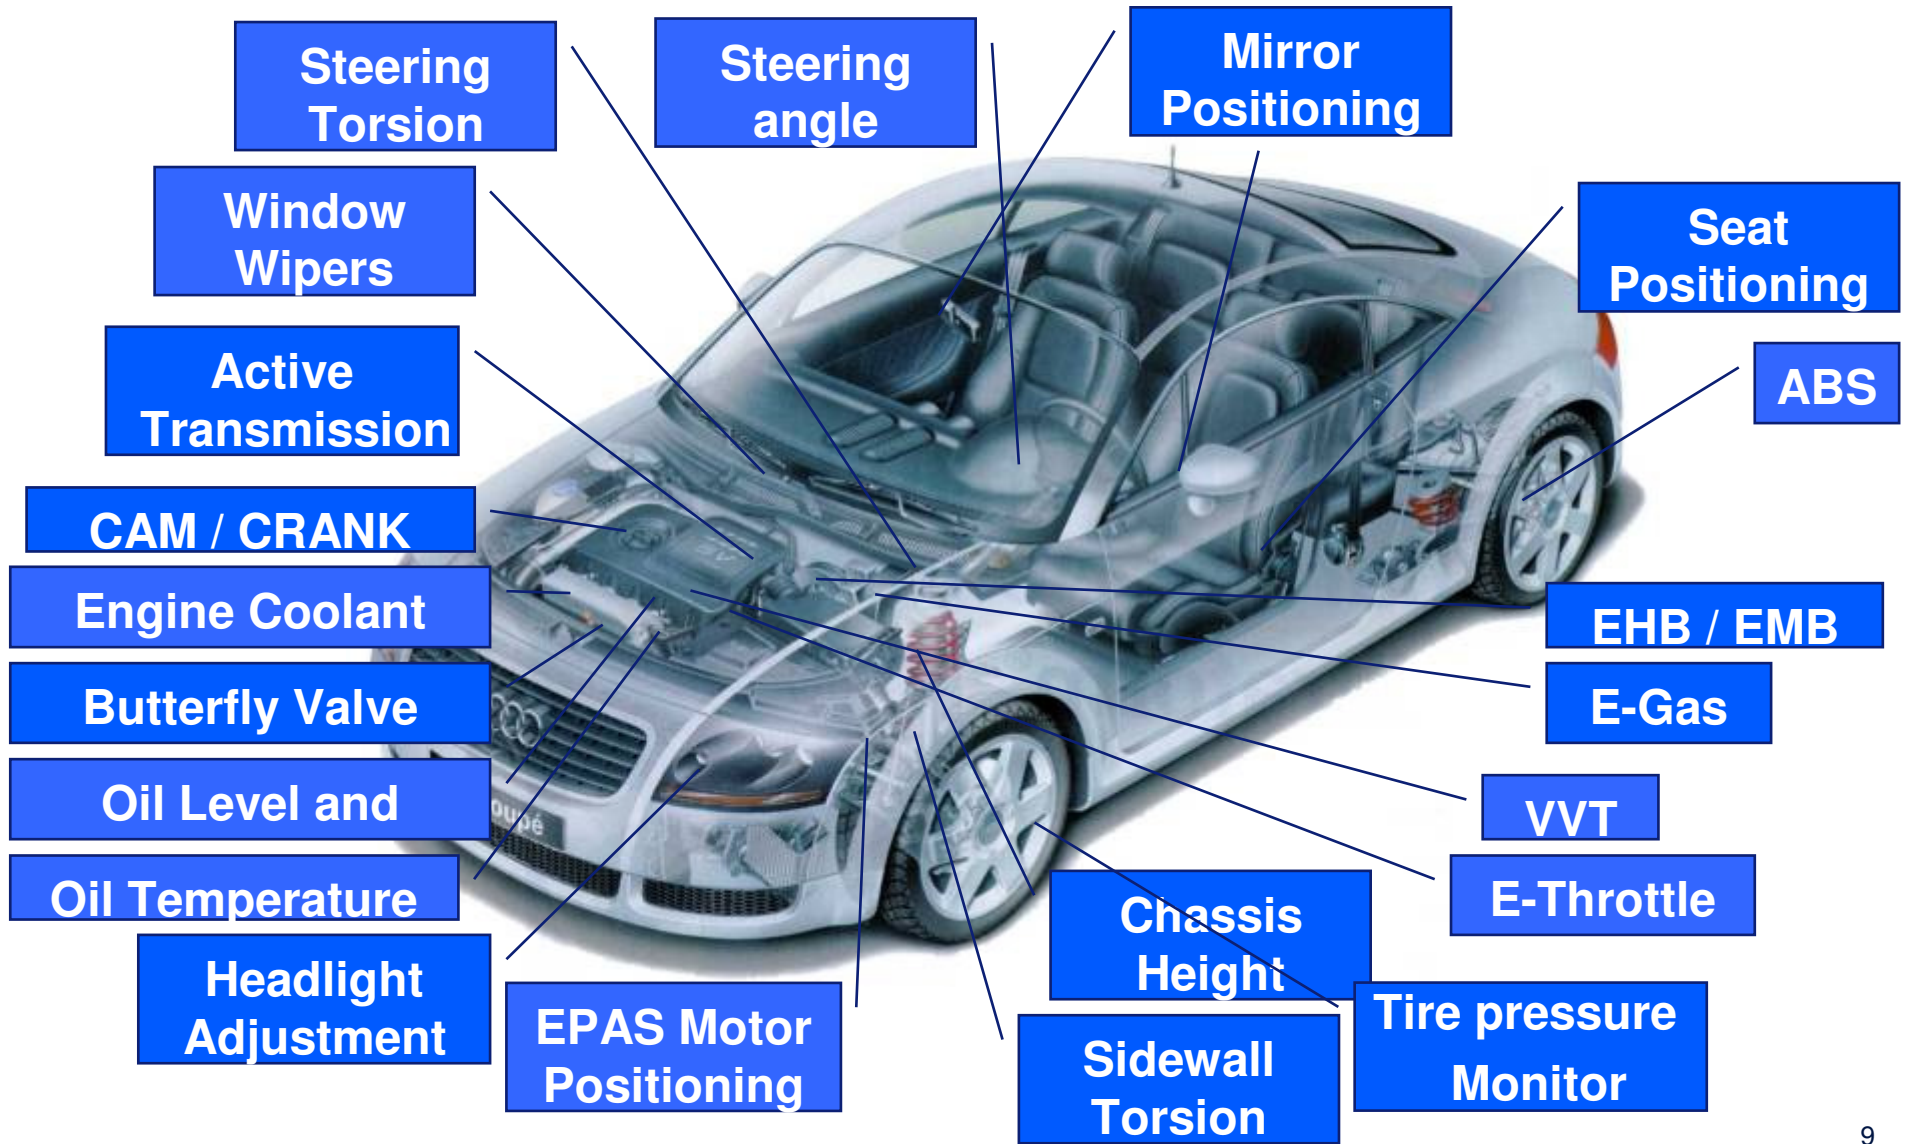 Steering
Torsion
Steering
angle
Mirror
Positioning
Window
Wipers
Seat
Positioning
Active
Transmission
ABS
CAM / CRANK
Engine Coolant
EHB / EMB
Butterfly Valve
E-Gas
Oil Level and
oupé
VVT
Oil Temperature
E-Throttle
Chassis
Height
Headlight
Adjustment
EPAS Motor
Positioning
Tire pressure
Monitor
Sidewall
Torsion
9